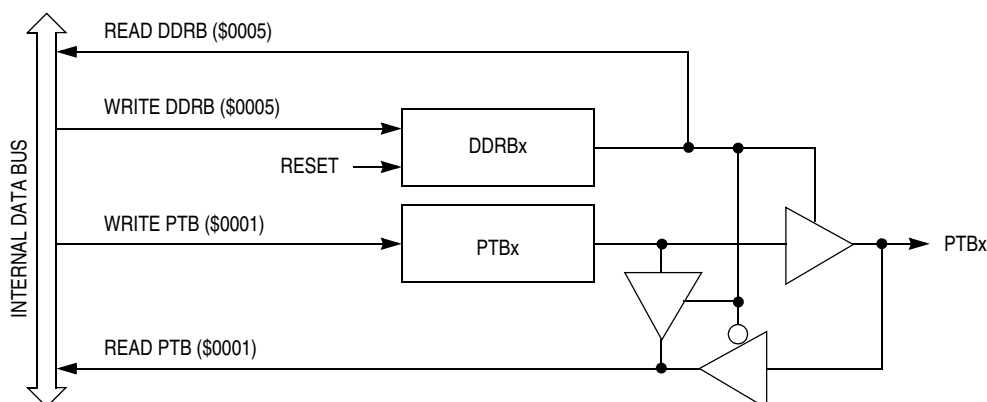 READ DDRB ($0005)
WRITE DDRB ($0005)
DDRBx
RESET
INTERNAL DATA BUS
WRITE PTB ($0001)
PTBx
PTBx
READ PTB ($0001)